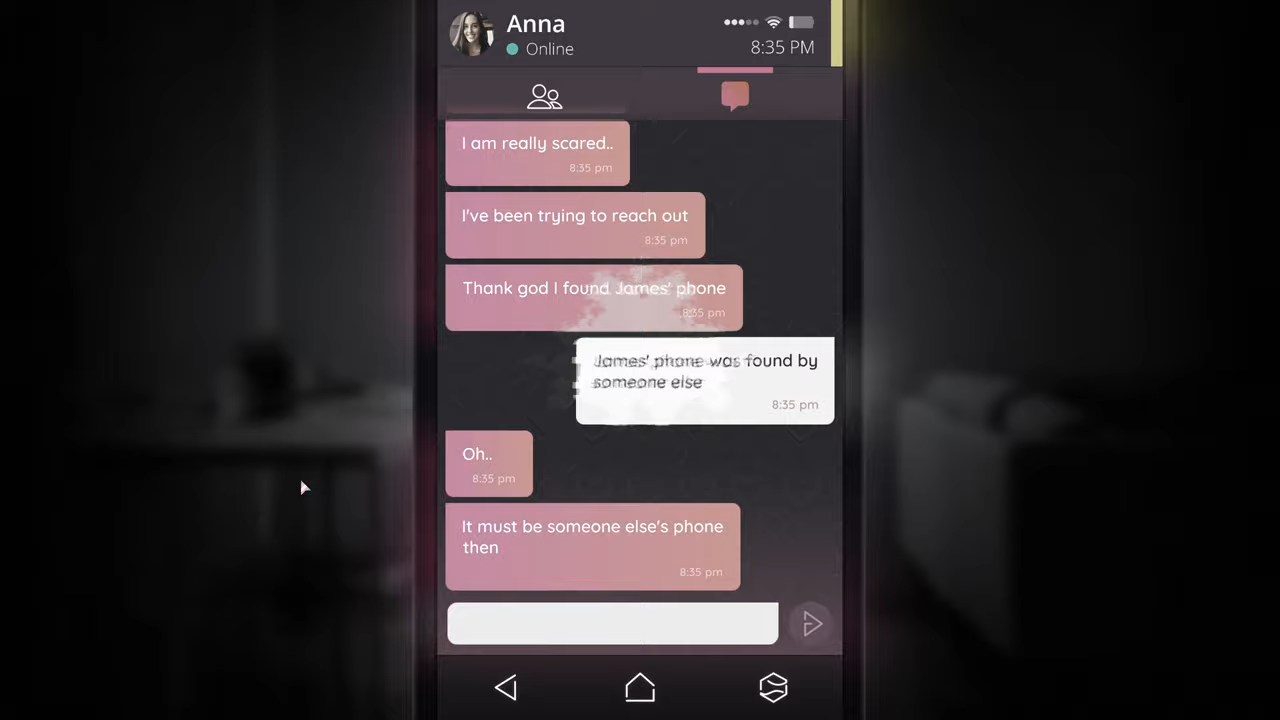 Anna
Online
8:35 PM
I am really scared..
8:35 pm
I've been trying to reach out
8:35 pm
Thank god I found James' phone
8:35 pm
James' phone was found by
someone else
8:35 pm
Oh..
8:35 pm
It must be someone else's phone
then
8:35 pm